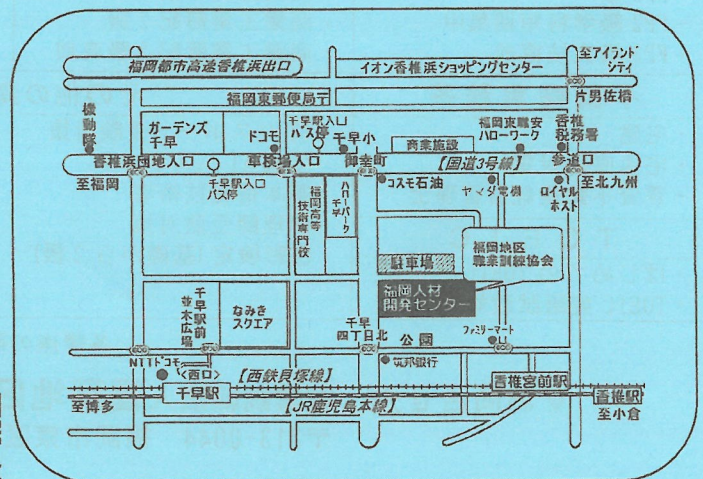 至アイランド
シティ
福岡都市高速香椎浜出口
イオン香椎浜ショッピングセンター
福岡東郵便局〒
片男佐橋
機動隊
ガーデンズ
千早
ドコモ
千早駅入口
バス停
千早小
商業施設
福岡東職安
ハローワーク
香椎
税務署
香椎浜団地入口
車検場入口
御幸町
【国道3号線】
参道口
至福岡
千早駅入口
バス停
福岡高等
技術専門校
ハローパーク
千早
コスモ石油
ヤマダ電機
ロイヤル
ホスト
至北九州
駐車場
福岡地区
職業訓練協会
福岡人材
開発センター
千早駅前
並木広場
なみき
スクエア
千早
四丁目北
公園
ファミリーマート
NTTドコモ
<西口>
【西鉄貝塚線】
筑邦銀行
香椎宮前駅
千早駅
香椎駅
至博多
【JR鹿児島本線】
至小倉